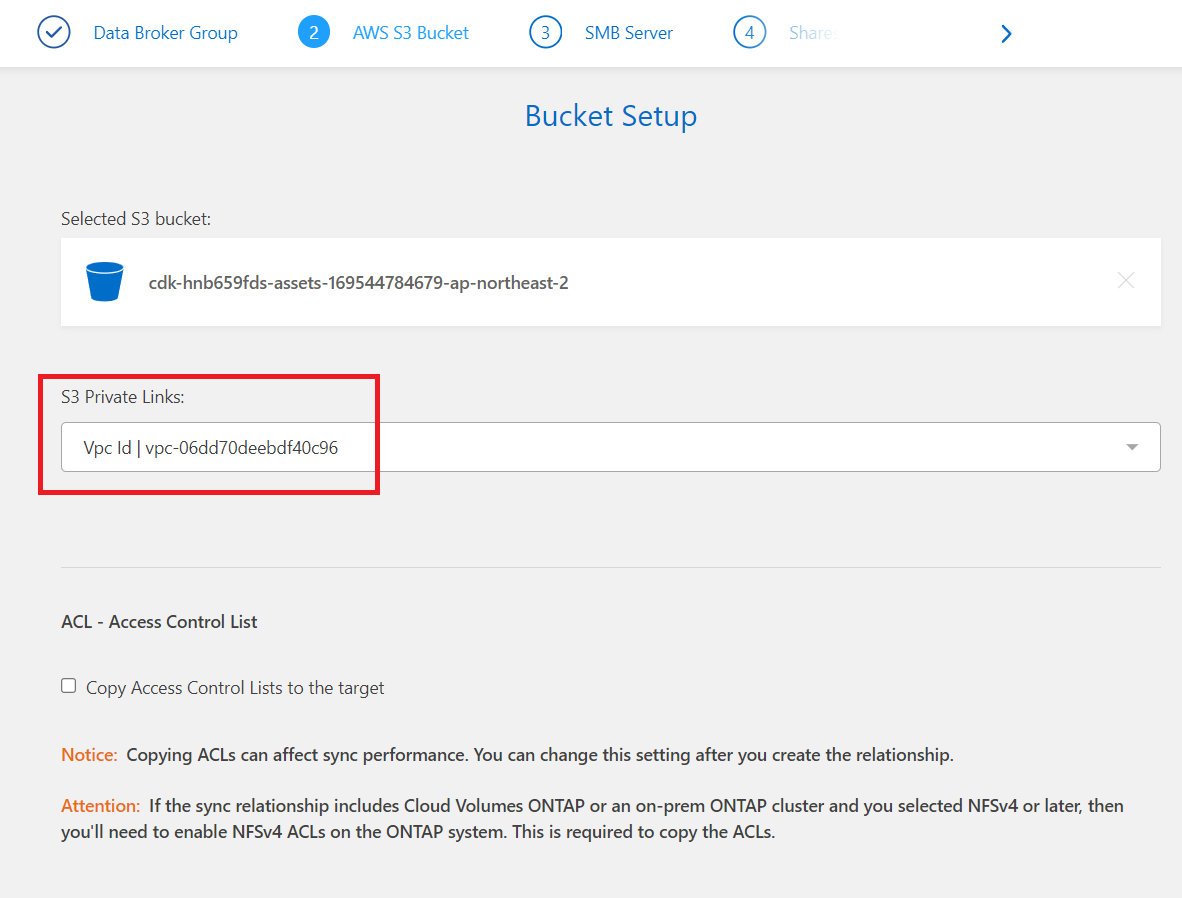 Data Broker Group
2 AWS S3 Bucket
3 SMB Server
4 Shares
Bucket Setup
Selected S3 bucket:
cdk-hnb659fds-assets-169544784679-ap-northeast-2
S3 Private Links:
Vpc Id | vpc-06dd70deebdf40c96
ACL - Access Control List
Copy Access Control Lists to the target
Notice: Copying ACLs can affect sync performance. You can change this setting after you create the relationship.
Attention: If the sync relationship includes Cloud Volumes ONTAP or an on-prem ONTAP cluster and you selected NFSv4 or later, then
you'll need to enable NFSv4 ACLs on the ONTAP system. This is required to copy the ACLs.